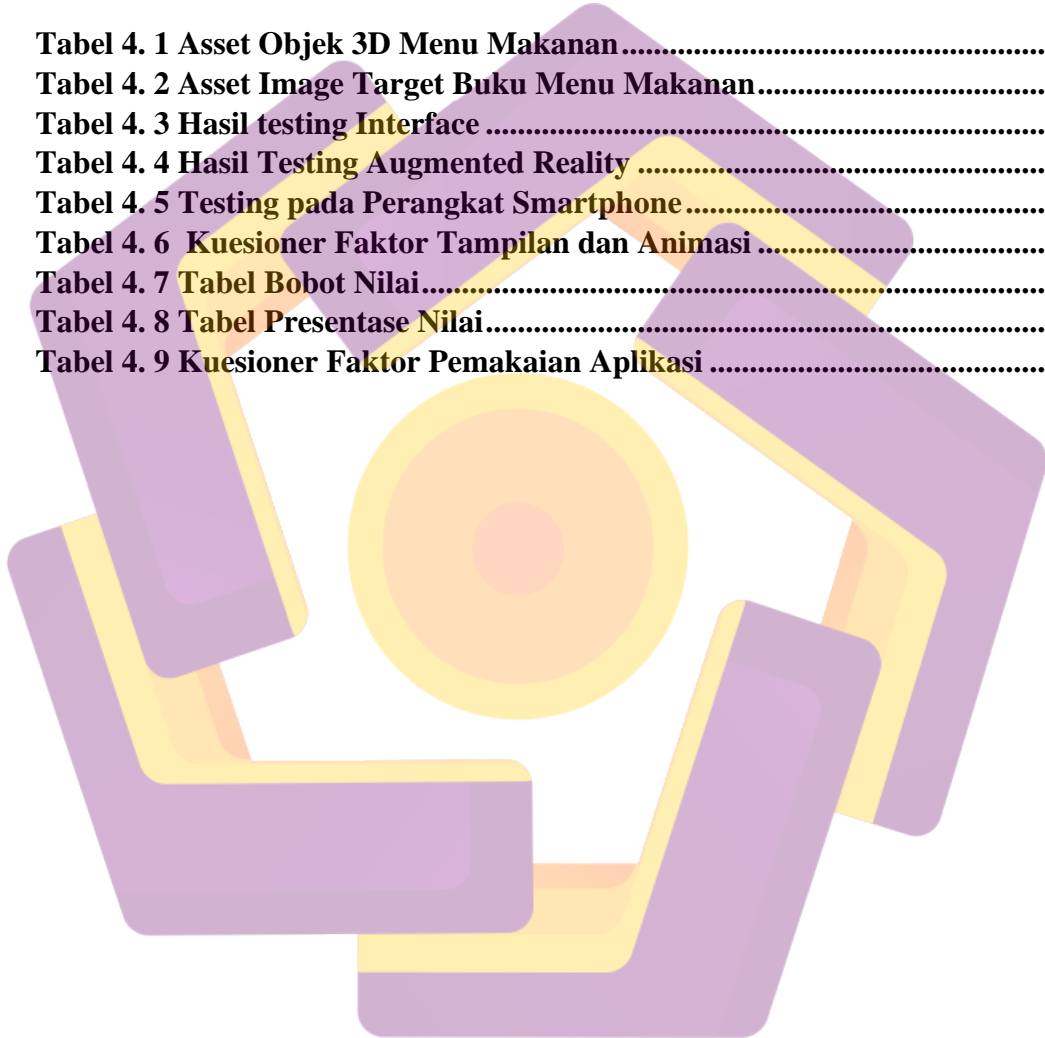 Tabel 4. 1 Asset Objek 3D Menu Makanan......................................................
Tabel 4. 2 Asset Image Target Buku Menu Makanan.....................................
Tabel 4. 3 Hasil testing Interface .......................................................................
Tabel 4. 4 Hasil Testing Augmented Reality ...................................................
Tabel 4. 5 Testing pada Perangkat Smartphone.............................................
Tabel 4. 6  Kuesioner Faktor Tampilan dan Animasi ....................................
Tabel 4. 7 Tabel Bobot Nilai...............................................................................
Tabel 4. 8 Tabel Presentase Nilai.......................................................................
Tabel 4. 9 Kuesioner Faktor Pemakaian Aplikasi ..........................................